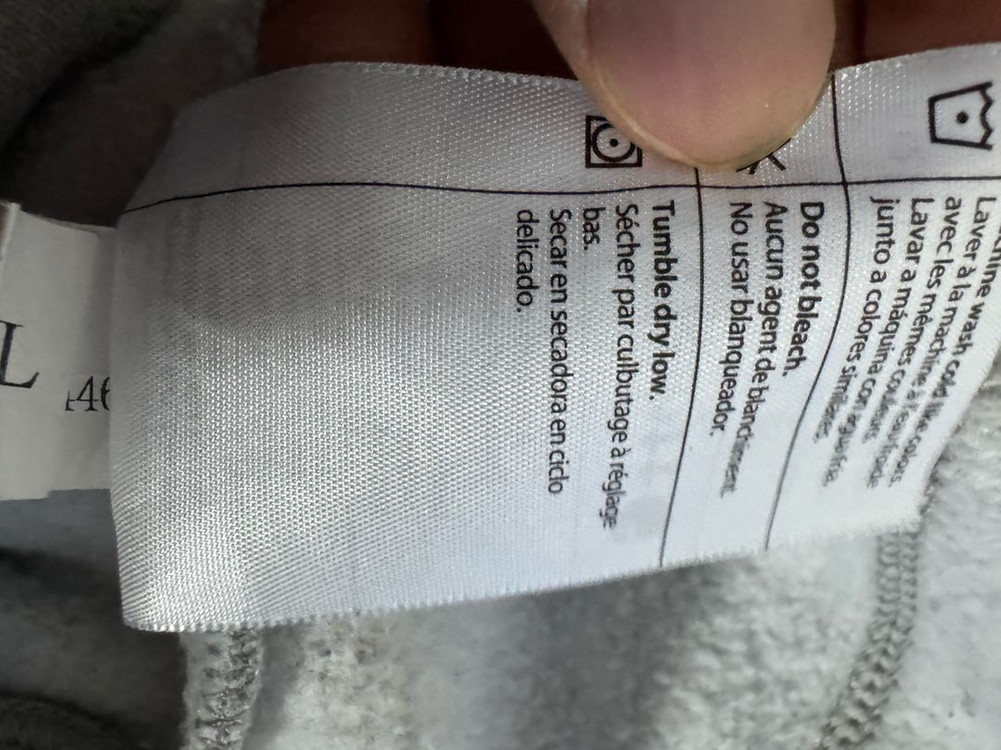 Machine wash cold like colors.
Laver à la machine à l'eau froide
avec les mêmes couleurs.
Lavar a máquina con agua fría
junto a colores similares.
Do not bleach.
Aucun agent de blanchiment.
No usar blanqueador.
Tumble dry low.
Sécher par culbutage à réglage
bas.
Secar en secadora en ciclo
delicado.
L
46